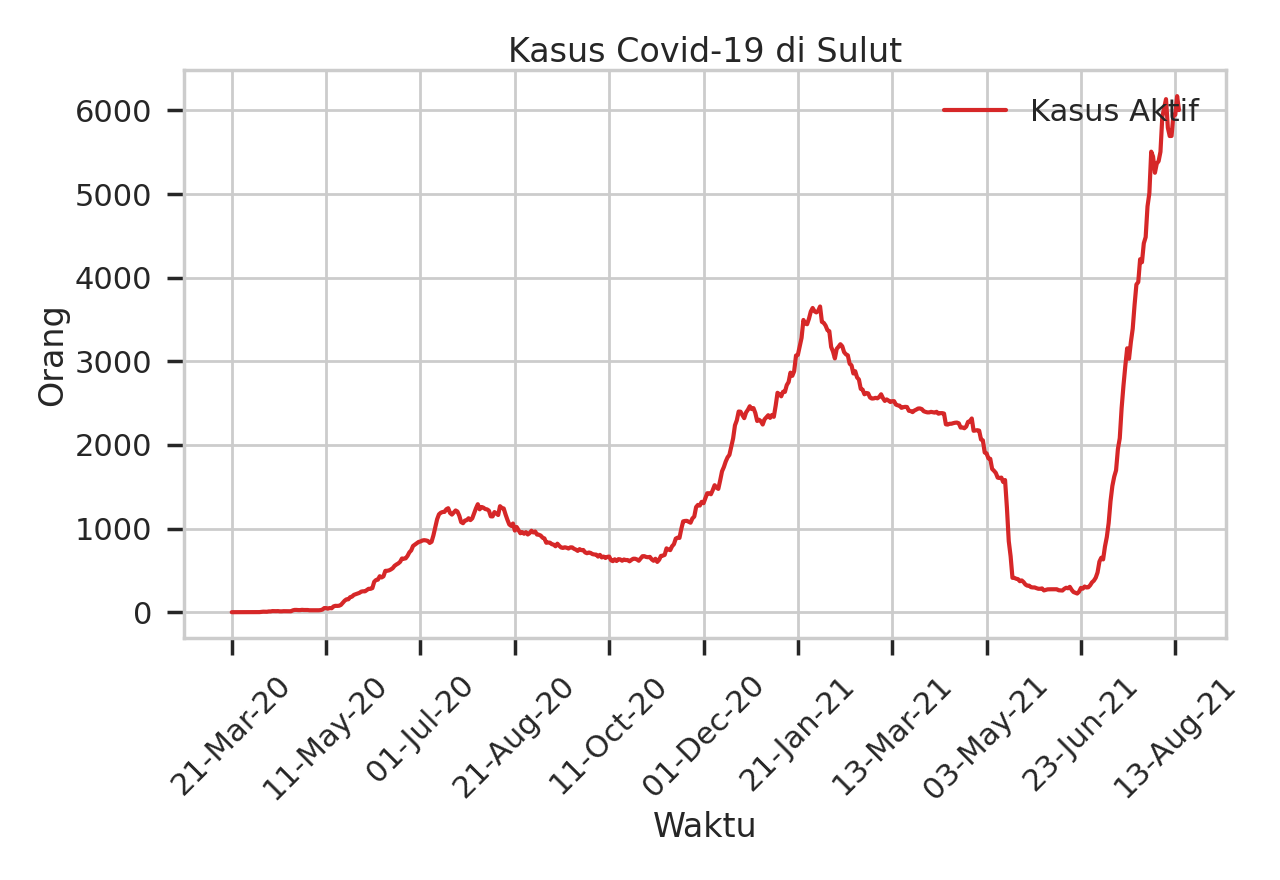 Kasus Covid-19 di Sulut
Kasus Aktif
6000
5000
4000
3000
2000
1000
0
Orang
21-Mar-20
11-May-20
01-Jul-20
21-Aug-20
11-Oct-20
01-Dec-20
21-Jan-21
13-Mar-21
03-May-21
23-Jun-21
13-Aug-21
Waktu